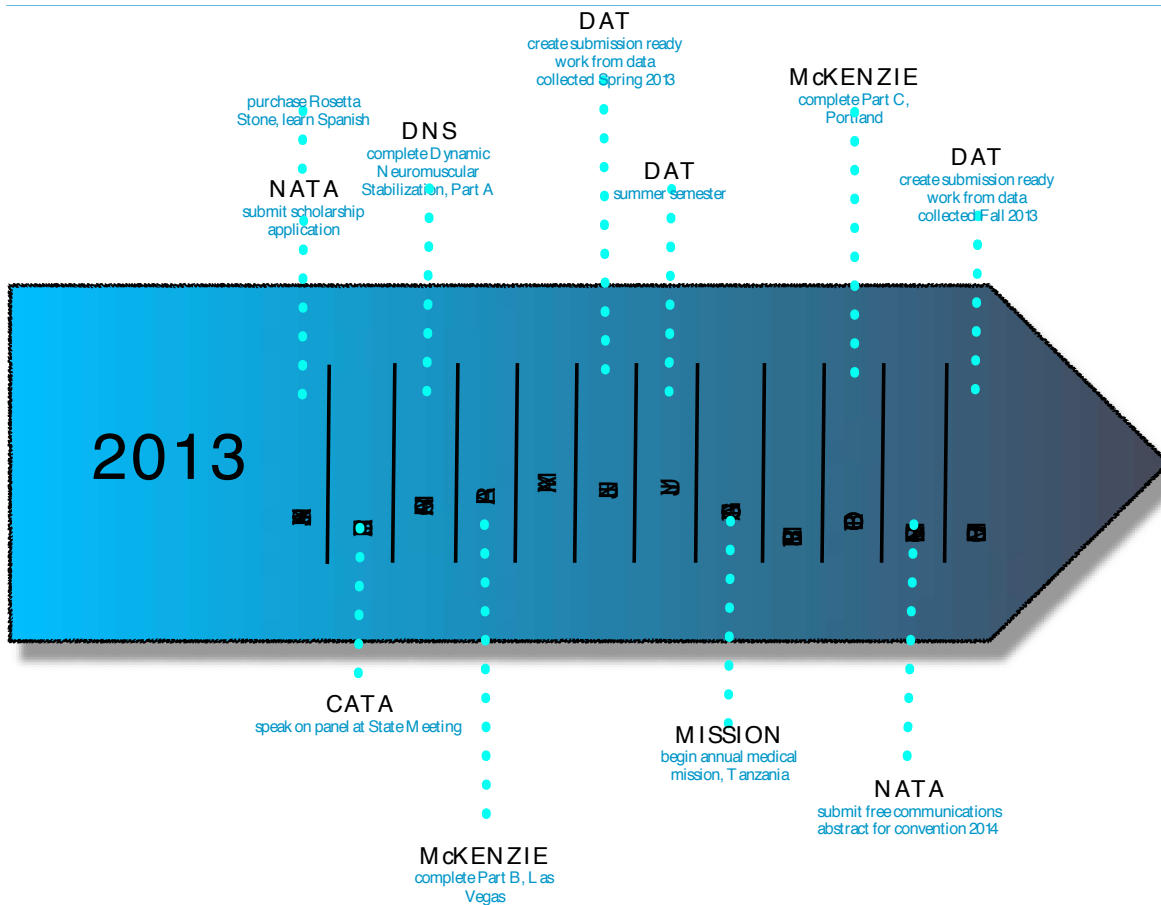 DAT
create submission ready
work from data
collected Spring 2013
McKENZIE
complete Part C,
Portland
purchase Rosetta
Stone, learn Spanish
DNS
complete Dynamic
Neuromuscular
Stabilization, Part A
DAT
summer semester
DAT
create submission ready
work from data
collected Fall 2013
NATA
submit scholarship
application
2013
CATA
speak on panel at State Meeting
MISSION
begin annual medical
mission, Tanzania
NATA
submit free communications
abstract for convention 2014
McKENZIE
complete Part B, Las
Vegas